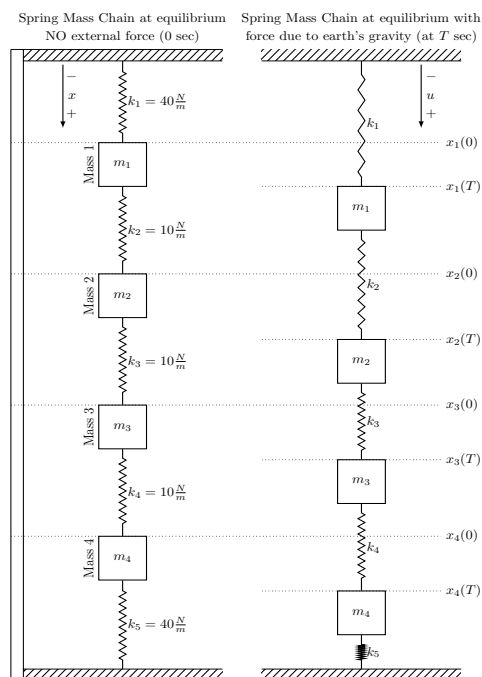 Spring Mass Chain at equilibrium
NO external force (0 sec)
− x +
k₁ = 40 N/m
Mass 1
m₁
k₂ = 10 N/m
Mass 2
m₂
k₃ = 10 N/m
Mass 3
m₃
k₄ = 10 N/m
Mass 4
m₄
k₅ = 40 N/m
Spring Mass Chain at equilibrium with
force due to earth's gravity (at T sec)
− u +
k₁
x₁(0)
x₁(T)
m₁
x₂(0)
k₂
x₂(T)
m₂
x₃(0)
k₃
x₃(T)
m₃
x₄(0)
k₄
x₄(T)
m₄
k₅